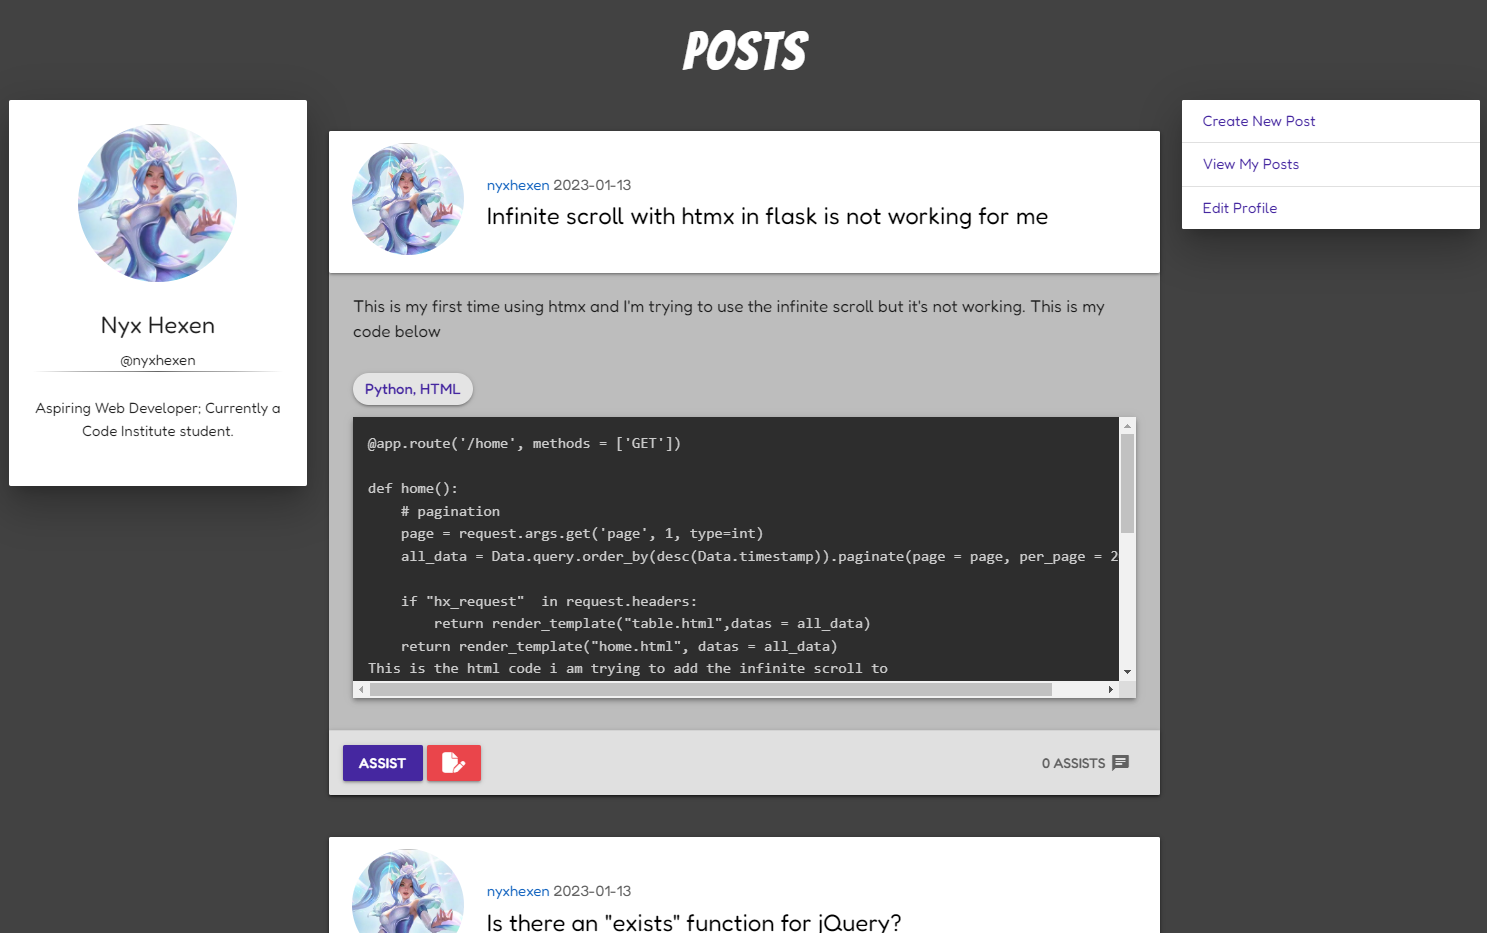 POSTS
Nyx Hexen
@nyxhexen
Aspiring Web Developer; Currently a
Code Institute student.
nyxhexen 2023-01-13
Infinite scroll with htmx in flask is not working for me
This is my first time using htmx and I'm trying to use the infinite scroll but it's not working. This is my
code below
Python, HTML
@app.route('/home', methods = ['GET'])
def home():
    # pagination
    page = request.args.get('page', 1, type=int)
    all_data = Data.query.order_by(desc(Data.timestamp)).paginate(page = page, per_page = 2
    if "hx_request"  in request.headers:
        return render_template("table.html",datas = all_data)
    return render_template("home.html", datas = all_data)
This is the html code i am trying to add the infinite scroll to
ASSIST
0 ASSISTS
nyxhexen 2023-01-13
Is there an "exists" function for jQuery?
Create New Post
View My Posts
Edit Profile